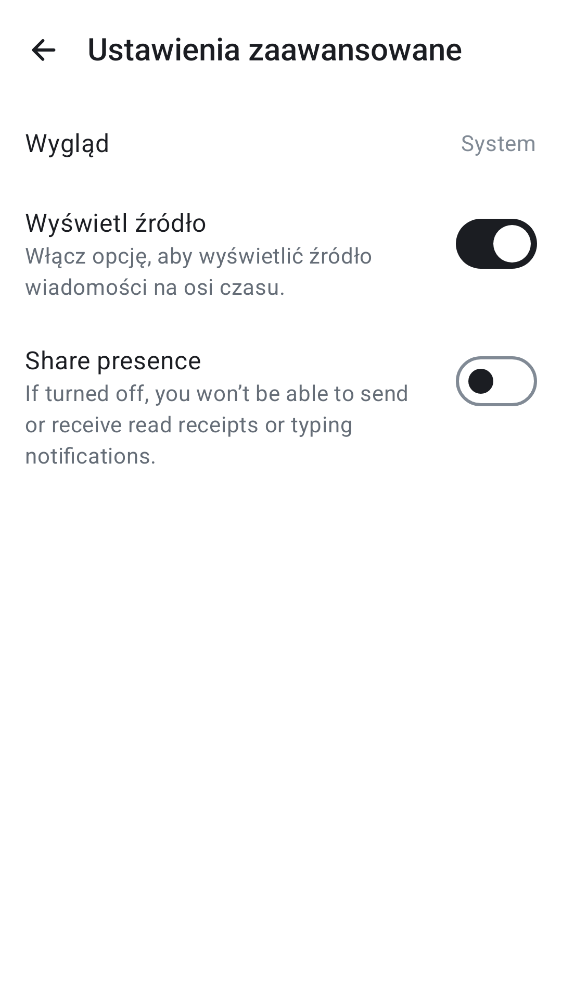 Ustawienia zaawansowane
Wygląd
System
Wyświetl źródło
Włącz opcję, aby wyświetlić źródło
wiadomości na osi czasu.
Share presence
If turned off, you won’t be able to send
or receive read receipts or typing
notifications.